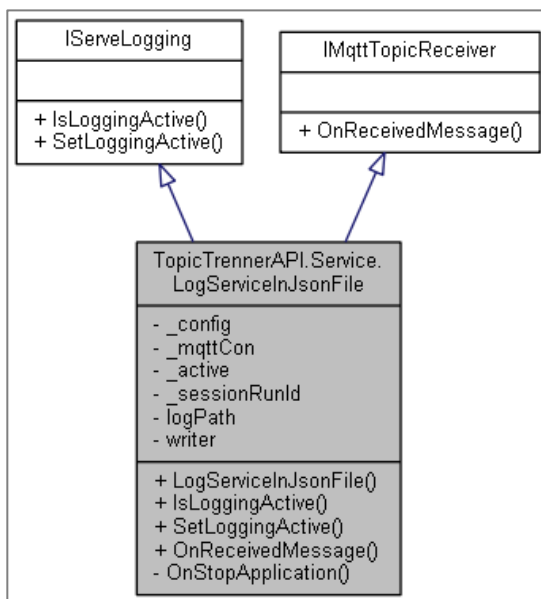 IServeLogging
+ IsLoggingActive()
+ SetLoggingActive()
IMqttTopicReceiver
+ OnReceivedMessage()
TopicTrennerAPI.Service.
LogServiceInJsonFile
- _config
- _mqttCon
- _active
- _sessionRunId
- logPath
- writer
+ LogServiceInJsonFile()
+ IsLoggingActive()
+ SetLoggingActive()
+ OnReceivedMessage()
- OnStopApplication()